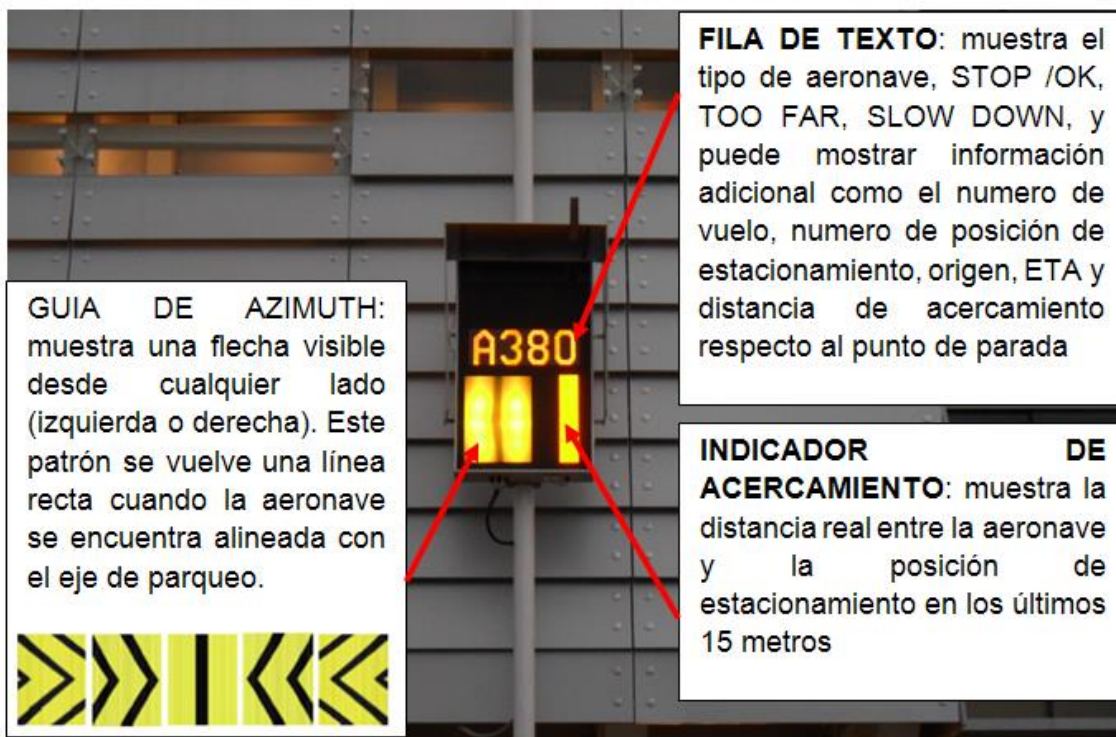 FILA DE TEXTO: muestra el
tipo de aeronave, STOP /OK,
TOO FAR, SLOW DOWN, y
puede mostrar información
adicional como el numero de
vuelo, numero de posición de
estacionamiento, origen, ETA y
distancia de acercamiento
respecto al punto de parada
GUIA DE AZIMUTH:
muestra una flecha visible
desde cualquier lado
(izquierda o derecha). Este
patrón se vuelve una línea
recta cuando la aeronave
se encuentra alineada con
el eje de parqueo.
A380
INDICADOR DE
ACERCAMIENTO: muestra la
distancia real entre la aeronave
y la posición de
estacionamiento en los últimos
15 metros